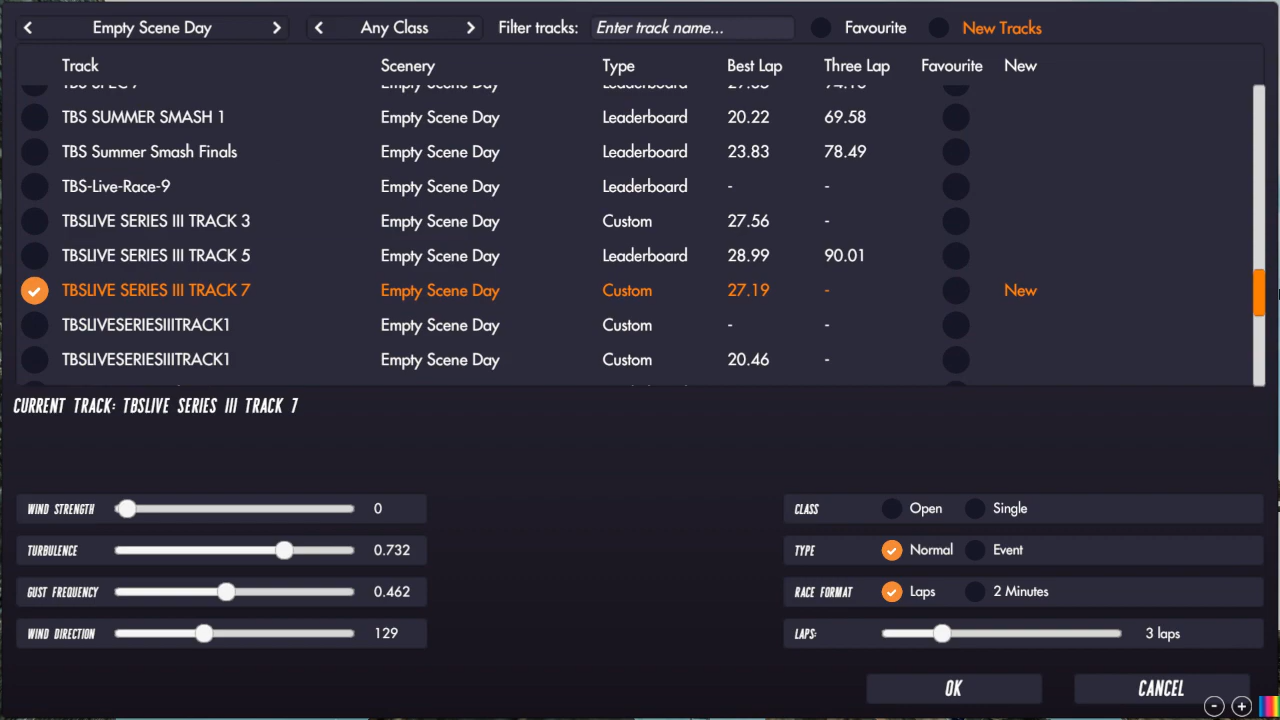 Empty Scene Day Any Class Filter tracks: Enter track name... Favourite New Tracks
Track Scenery Type Best Lap Three Lap Favourite New
TBS SUMMER SMASH 1 Empty Scene Day Leaderboard 20.22 69.58
TBS Summer Smash Finals Empty Scene Day Leaderboard 23.83 78.49
TBS-Live-Race-9 Empty Scene Day Leaderboard - -
TBSLIVE SERIES III TRACK 3 Empty Scene Day Custom 27.56 -
TBSLIVE SERIES III TRACK 5 Empty Scene Day Leaderboard 28.99 90.01
TBSLIVE SERIES III TRACK 7 Empty Scene Day Custom 27.19 - New
TBSLIVESERIESIIITRACK1 Empty Scene Day Custom - -
TBSLIVESERIESIIITRACK1 Empty Scene Day Custom 20.46 -
CURRENT TRACK: TBSLIVE SERIES III TRACK 7
WIND STRENGTH 0 CLASS Open Single
TURBULENCE 0.732 TYPE Normal Event
GUST FREQUENCY 0.462 RACE FORMAT Laps 2 Minutes
WIND DIRECTION 129 LAPS: 3 laps
OK CANCEL